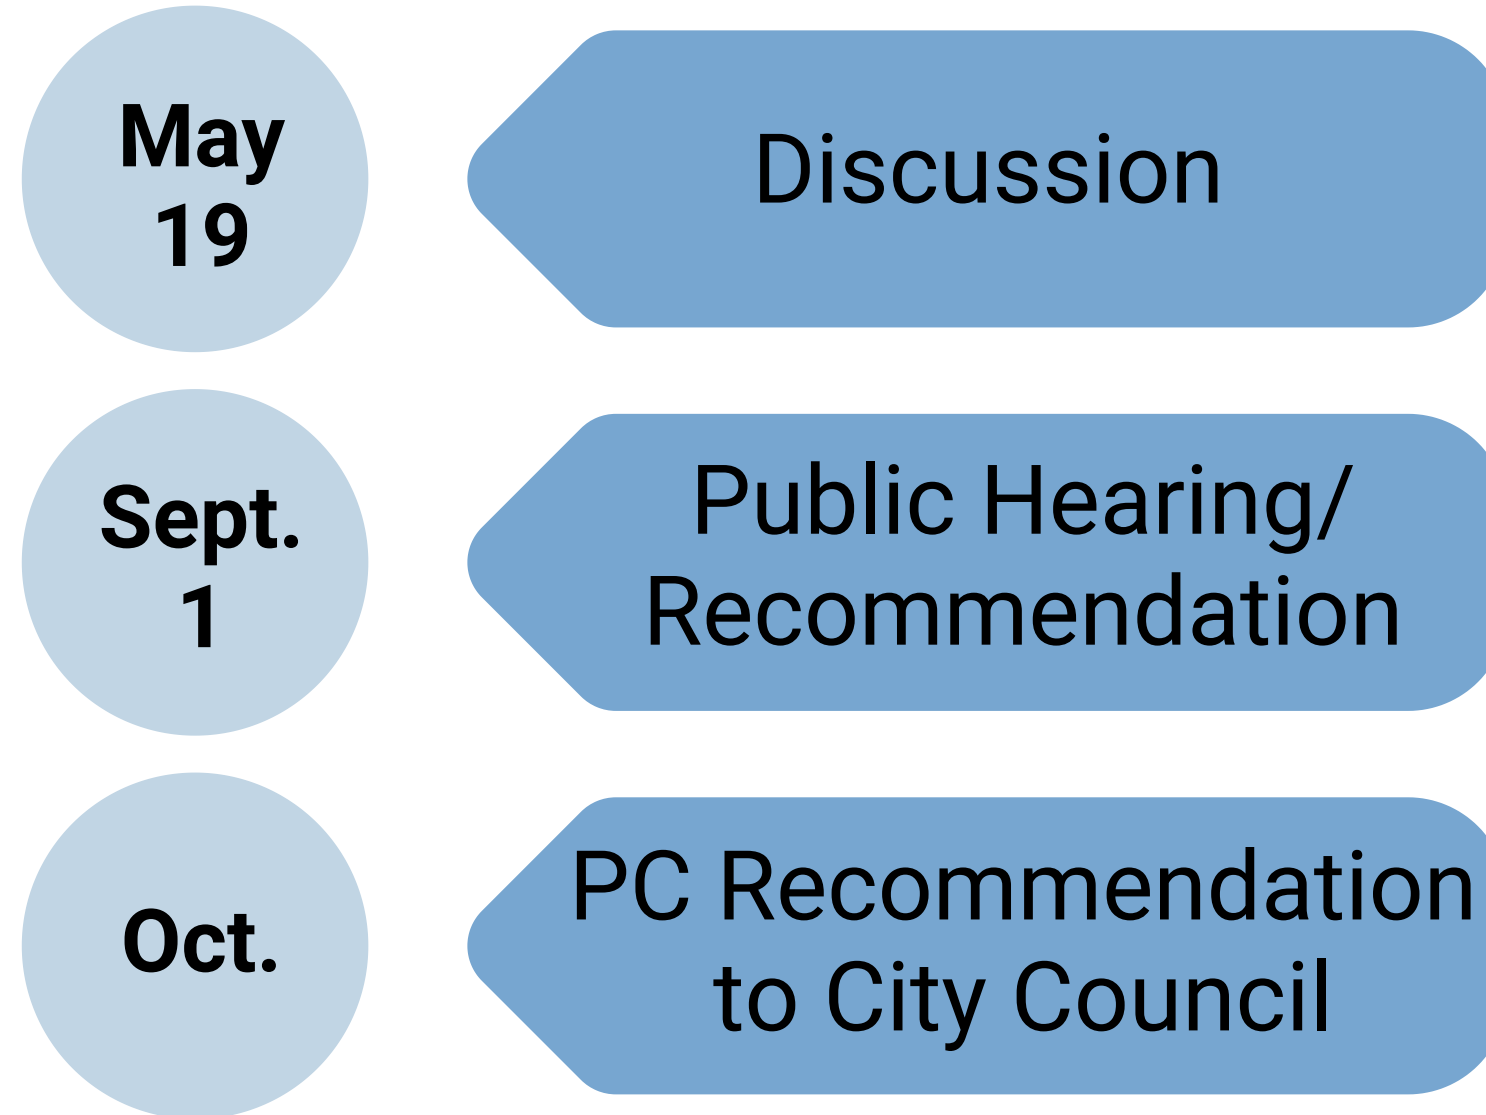 May
19
Discussion
Sept.
1
Public Hearing/
Recommendation
Oct.
PC Recommendation
to City Council